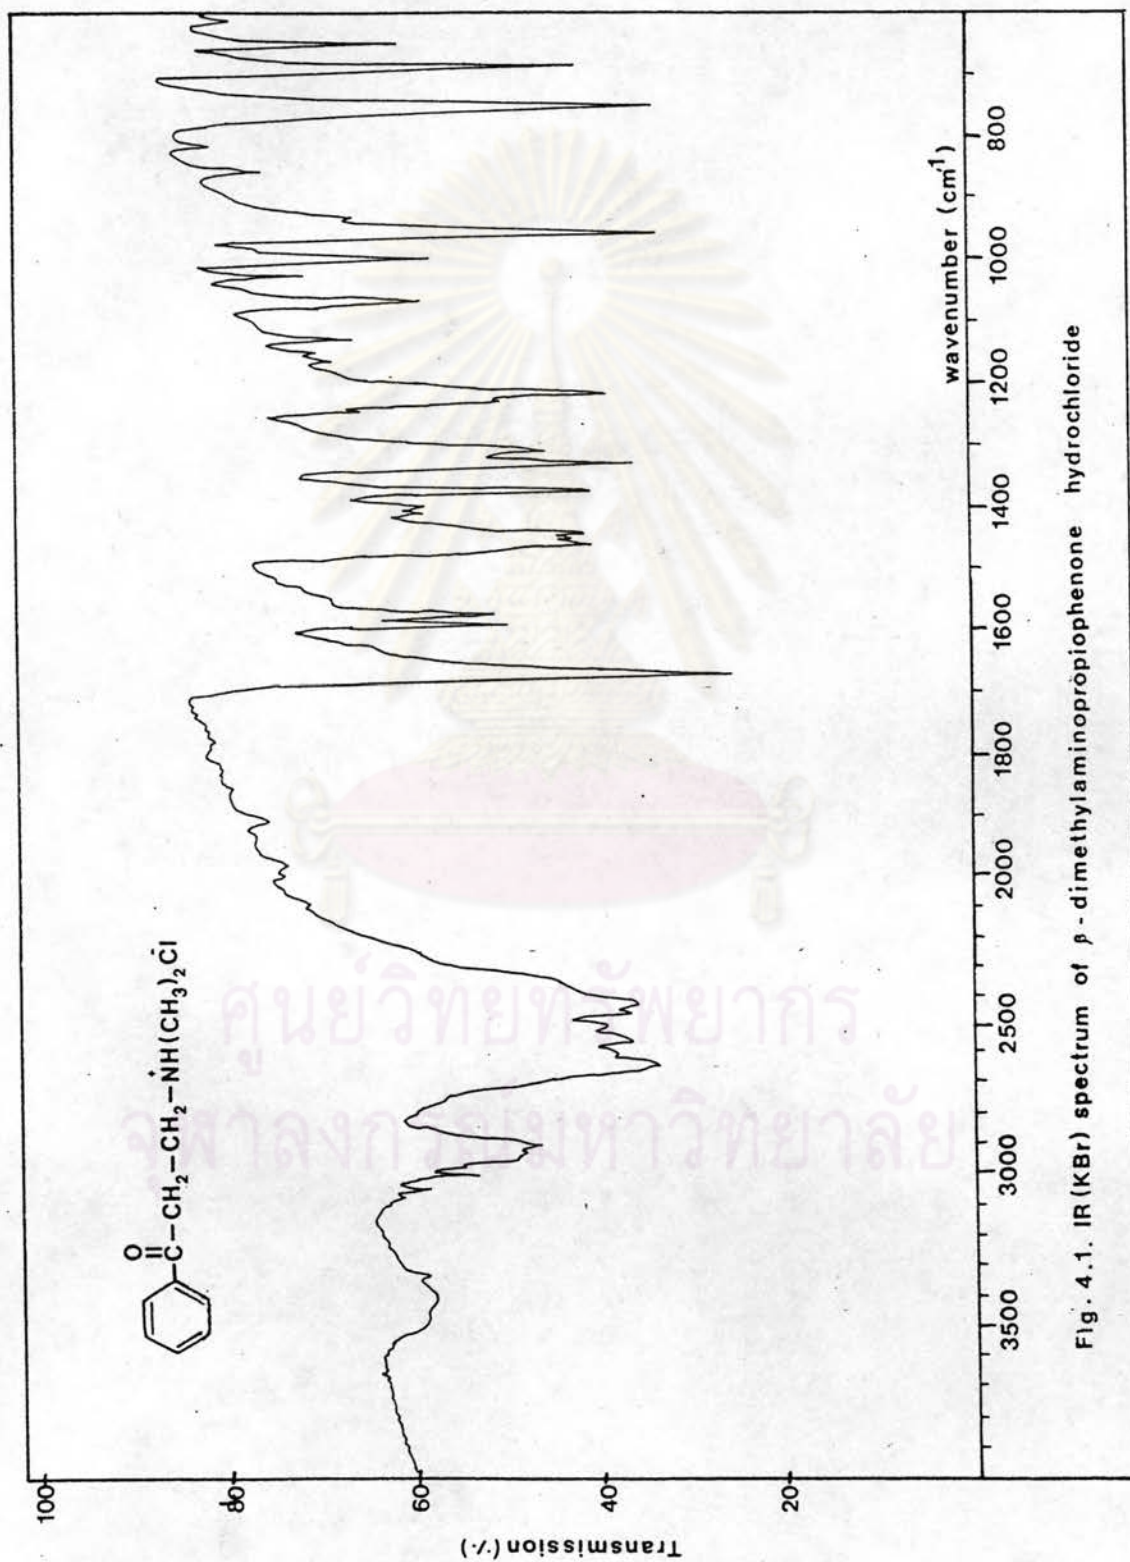 O
C-CH₂-CH₂-N⁺H(CH₃)₂Cl⁻
Transmission(%)
100
80
60
40
20
3500
3000
2500
2000
1800
1600
1400
1200
1000
800
wavenumber (cm⁻¹)
ศูนย์วิทยทรัพยากร
จุฬาลงกรณ์มหาวิทยาลัย
Fig. 4.1. IR(KBr) spectrum of β-dimethylaminopropiophenone hydrochloride